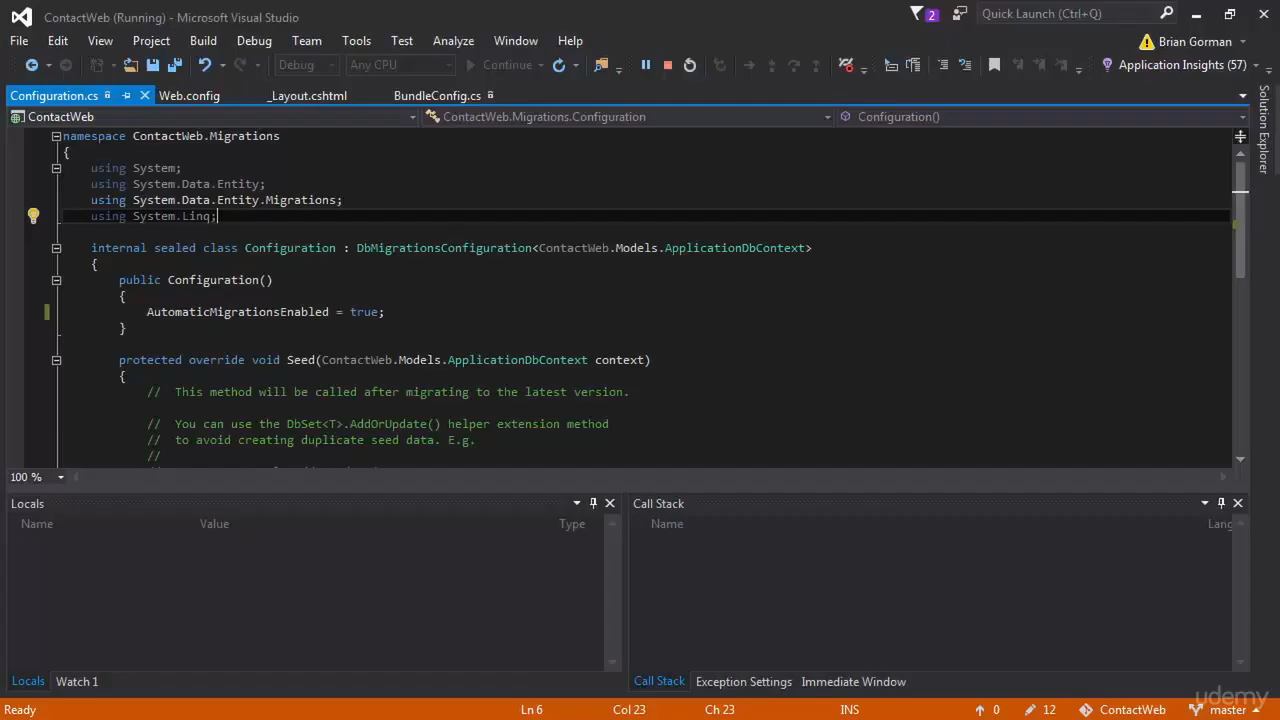 ContactWeb (Running) - Microsoft Visual Studio
2
Quick Launch (Ctrl+Q)
File Edit View Project Build Debug Team Tools Test Analyze Window Help
Brian Gorman
Debug Any CPU Continue Application Insights (57)
Configuration.cs Web.config _Layout.cshtml BundleConfig.cs
ContactWeb ContactWeb.Migrations.Configuration Configuration()
Solution Explorer
namespace ContactWeb.Migrations
{
using System;
using System.Data.Entity;
using System.Data.Entity.Migrations;
using System.Linq;
internal sealed class Configuration : DbMigrationsConfiguration<ContactWeb.Models.ApplicationDbContext>
{
public Configuration()
{
AutomaticMigrationsEnabled = true;
}
protected override void Seed(ContactWeb.Models.ApplicationDbContext context)
{
// This method will be called after migrating to the latest version.
// You can use the DbSet<T>.AddOrUpdate() helper extension method
// to avoid creating duplicate seed data. E.g.
//
100 %
Locals Call Stack
Name Value Type Name Lang
Locals Watch 1 Call Stack Exception Settings Immediate Window
Ready Ln 6 Col 23 Ch 23 INS 0 12 ContactWeb master
udemy